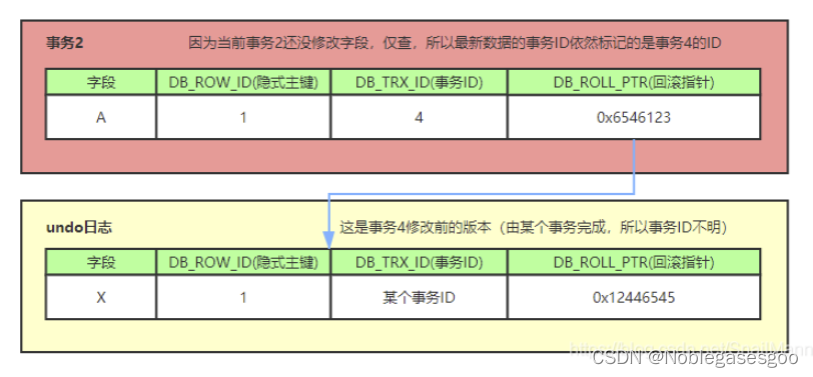 事务2 因为当前事务2还没修改字段，仅查，所以最新数据的事务ID依然标记的是事务4的ID
字段 DB_ROW_ID(隐式主键) DB_TRX_ID(事务ID) DB_ROLL_PTR(回滚指针)
A 1 4 0x6546123
undo日志 这是事务4修改前的版本（由某个事务完成，所以事务ID不明）
字段 DB_ROW_ID(隐式主键) DB_TRX_ID(事务ID) DB_ROLL_PTR(回滚指针)
X 1 某个事务ID 0x12446545
CSDN @Noblegasesgoo